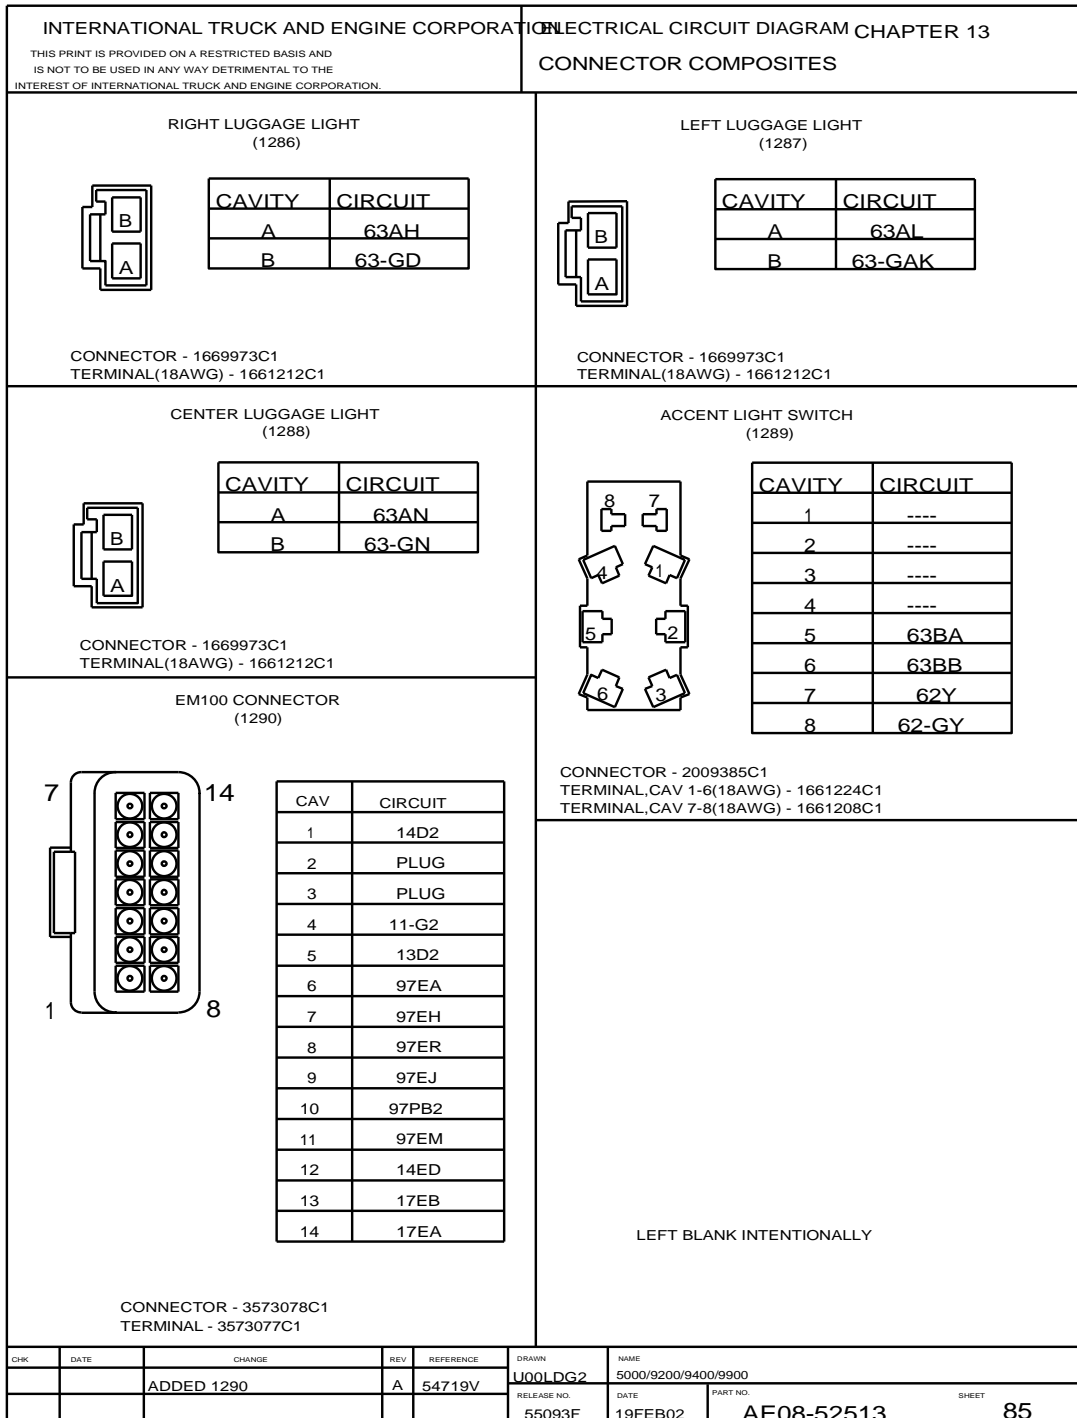 INTERNATIONAL TRUCK AND ENGINE CORPORATION
THIS PRINT IS PROVIDED ON A RESTRICTED BASIS AND
IS NOT TO BE USED IN ANY WAY DETRIMENTAL TO THE
INTEREST OF INTERNATIONAL TRUCK AND ENGINE CORPORATION.
ELECTRICAL CIRCUIT DIAGRAM CHAPTER 13
CONNECTOR COMPOSITES
RIGHT LUGGAGE LIGHT
(1286)
B
A
CAVITY CIRCUIT
A 63AH
B 63-GD
CONNECTOR - 1669973C1
TERMINAL(18AWG) - 1661212C1
LEFT LUGGAGE LIGHT
(1287)
B
A
CAVITY CIRCUIT
A 63AL
B 63-GAK
CONNECTOR - 1669973C1
TERMINAL(18AWG) - 1661212C1
CENTER LUGGAGE LIGHT
(1288)
B
A
CAVITY CIRCUIT
A 63AN
B 63-GN
CONNECTOR - 1669973C1
TERMINAL(18AWG) - 1661212C1
ACCENT LIGHT SWITCH
(1289)
8 7
4 1
5 2
6 3
CAVITY CIRCUIT
1 ----
2 ----
3 ----
4 ----
5 63BA
6 63BB
7 62Y
8 62-GY
CONNECTOR - 2009385C1
TERMINAL,CAV 1-6(18AWG) - 1661224C1
TERMINAL,CAV 7-8(18AWG) - 1661208C1
EM100 CONNECTOR
(1290)
7 14
1 8
CAV CIRCUIT
1 14D2
2 PLUG
3 PLUG
4 11-G2
5 13D2
6 97EA
7 97EH
8 97ER
9 97EJ
10 97PB2
11 97EM
12 14ED
13 17EB
14 17EA
CONNECTOR - 3573078C1
TERMINAL - 3573077C1
LEFT BLANK INTENTIONALLY
CHK DATE CHANGE REV REFERENCE
ADDED 1290 A 54719V
DRAWN
U00LDG2
NAME
5000/9200/9400/9900
RELEASE NO.
55093F
DATE
19FEB02
PART NO.
AE08-52513
SHEET
85